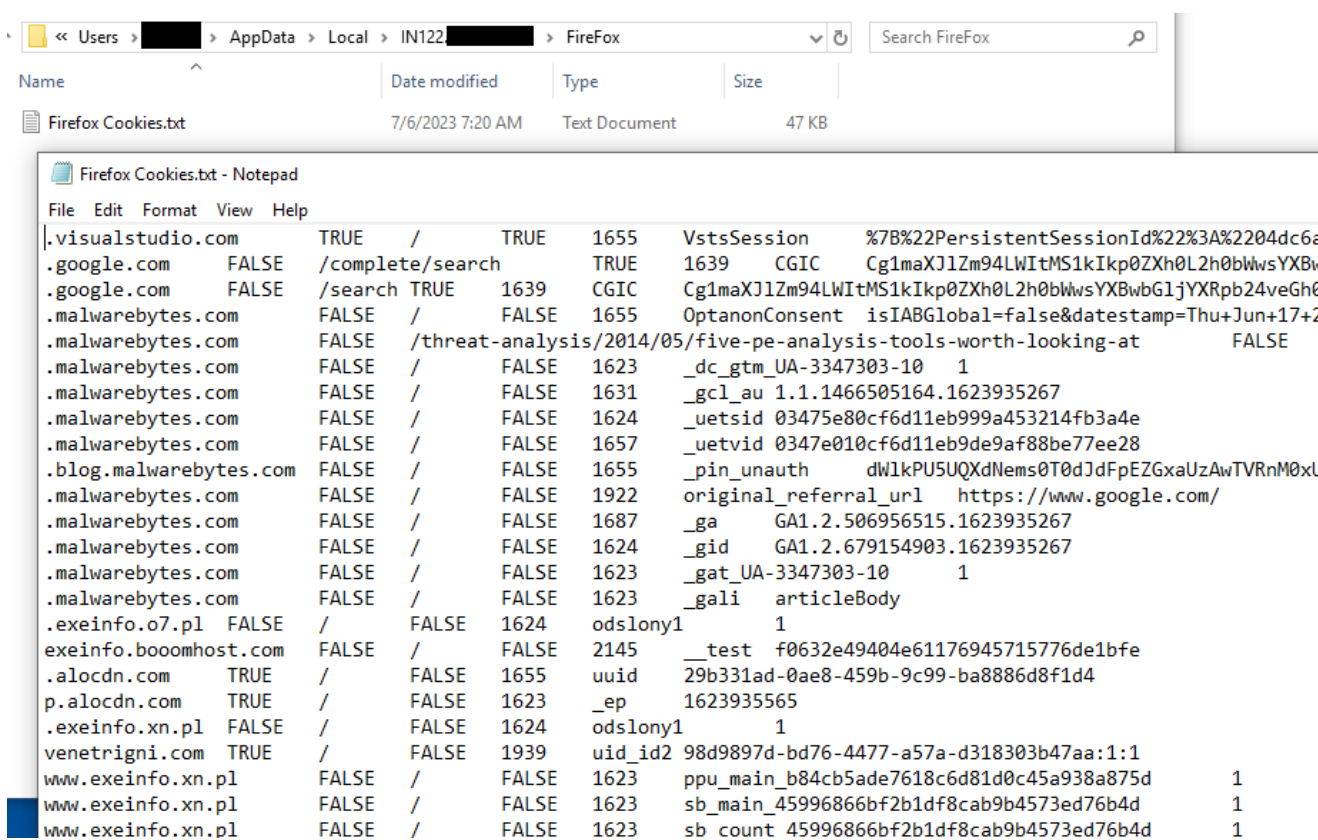 « Users > AppData > Local > IN122. > FireFox Search FireFox
Name Date modified Type Size
Firefox Cookies.txt 7/6/2023 7:20 AM Text Document 47 KB
Firefox Cookies.txt - Notepad
File Edit Format View Help
.visualstudio.com TRUE / TRUE 1655 VstsSession %7B%22PersistentSessionId%22%3A%2204dc6a
.google.com FALSE /complete/search TRUE 1639 CGIC Cg1maXJlZm94LWItMS1kIkp0ZXh0L2h0bWwsYXBw
.google.com FALSE /search TRUE 1639 CGIC Cg1maXJlZm94LWItMS1kIkp0ZXh0L2h0bWwsYXBwbGljYXRpb24veGh0
.malwarebytes.com FALSE / FALSE 1655 OptanonConsent isIABGlobal=false&datestamp=Thu+Jun+17+2
.malwarebytes.com FALSE /threat-analysis/2014/05/five-pe-analysis-tools-worth-looking-at FALSE
.malwarebytes.com FALSE / FALSE 1623 _dc_gtm_UA-3347303-10 1
.malwarebytes.com FALSE / FALSE 1631 _gcl_au 1.1.1466505164.1623935267
.malwarebytes.com FALSE / FALSE 1624 _uetsid 03475e80cf6d11eb999a453214fb3a4e
.malwarebytes.com FALSE / FALSE 1657 _uetvid 0347e010cf6d11eb9de9af88be77ee28
.blog.malwarebytes.com FALSE / FALSE 1655 _pin_unauth dWlkPU5UQXdNems0T0dJdFpEZGxaUzAwTVRnM0xU
.malwarebytes.com FALSE / FALSE 1922 original_referral_url https://www.google.com/
.malwarebytes.com FALSE / FALSE 1687 _ga GA1.2.506956515.1623935267
.malwarebytes.com FALSE / FALSE 1624 _gid GA1.2.679154903.1623935267
.malwarebytes.com FALSE / FALSE 1623 _gat_UA-3347303-10 1
.malwarebytes.com FALSE / FALSE 1623 _gali articleBody
.exeinfo.o7.pl FALSE / FALSE 1624 odslony1 1
exeinfo.booomhost.com FALSE / FALSE 2145 __test f0632e49404e61176945715776de1bfe
.alocdn.com TRUE / FALSE 1655 uuid 29b331ad-0ae8-459b-9c99-ba8886d8f1d4
p.alocdn.com TRUE / FALSE 1623 _ep 1623935565
.exeinfo.xn.pl FALSE / FALSE 1624 odslony1 1
venetrigni.com TRUE / FALSE 1939 uid_id2 98d9897d-bd76-4477-a57a-d318303b47aa:1:1
www.exeinfo.xn.pl FALSE / FALSE 1623 ppu_main_b84cb5ade7618c6d81d0c45a938a875d 1
www.exeinfo.xn.pl FALSE / FALSE 1623 sb_main_45996866bf2b1df8cab9b4573ed76b4d 1
www.exeinfo.xn.pl FALSE / FALSE 1623 sb_count_45996866bf2b1df8cab9b4573ed76b4d 1